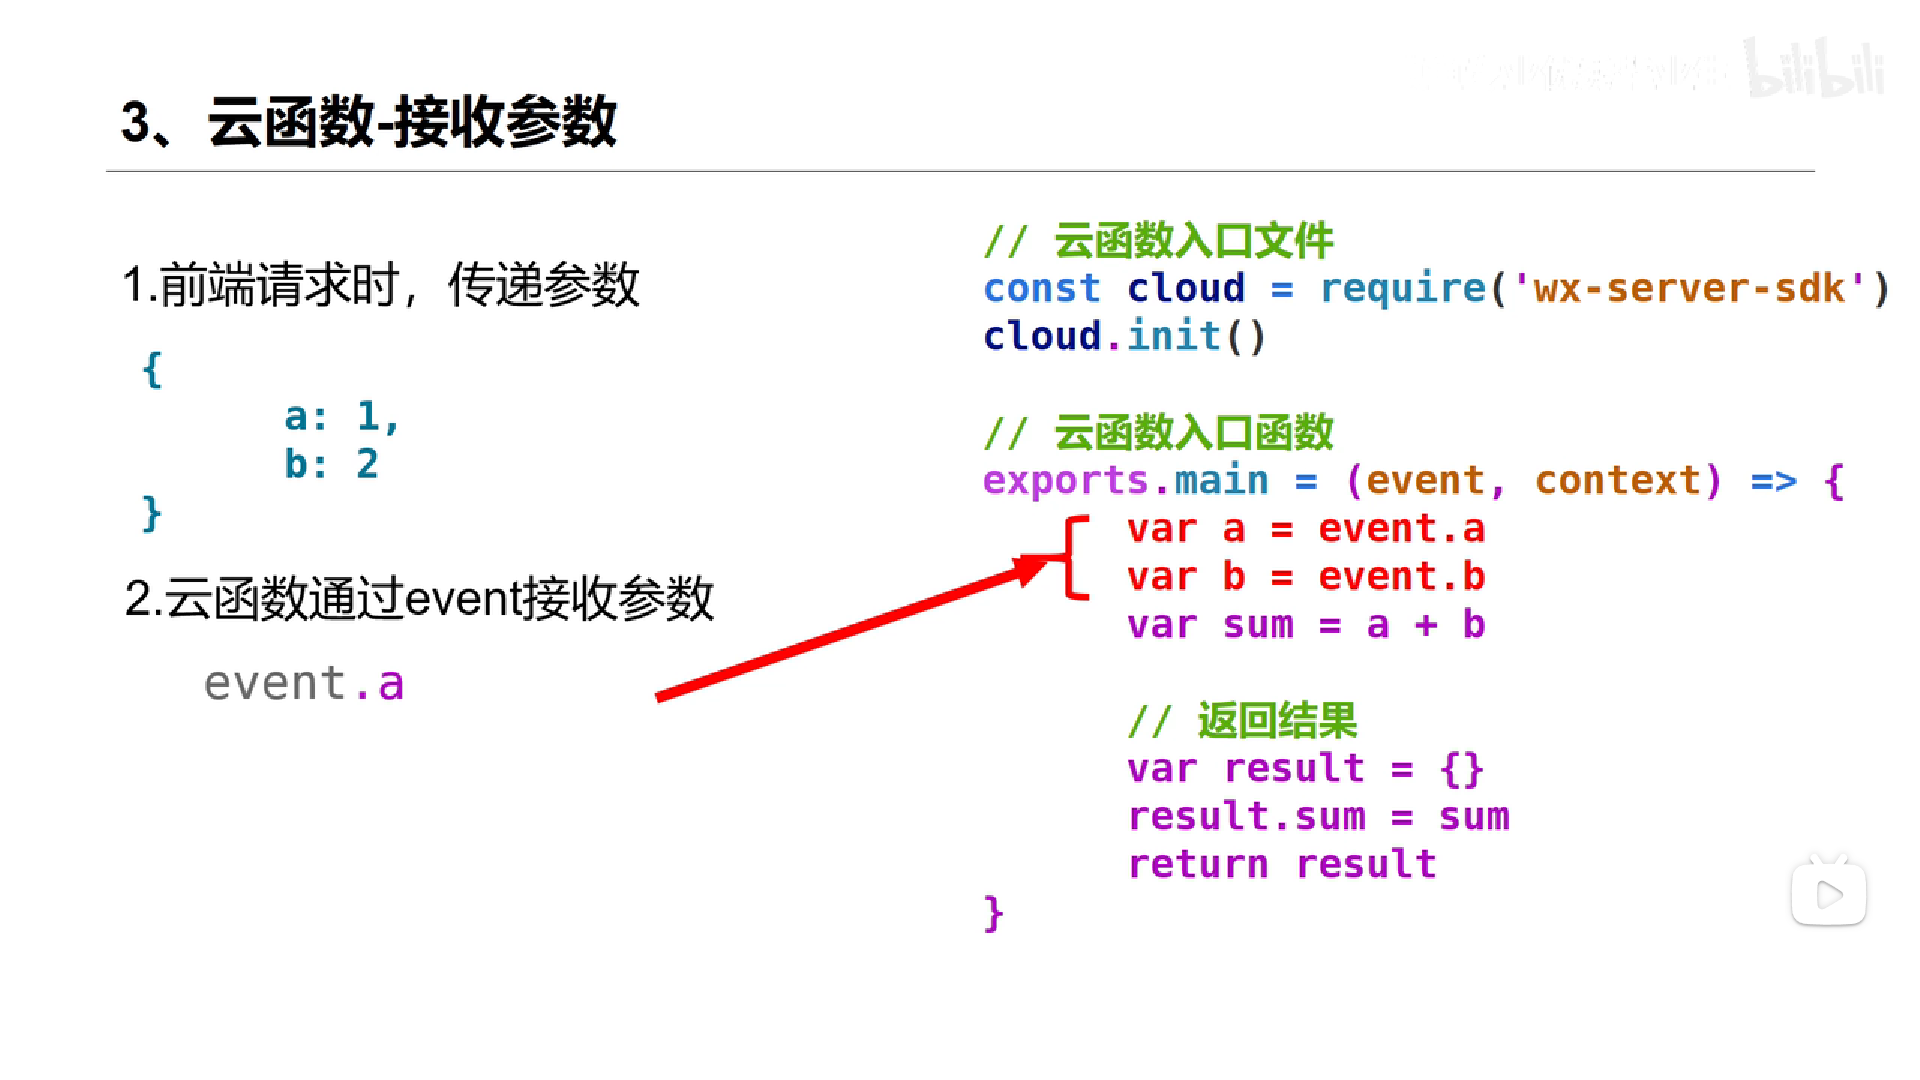 bilibili
3、云函数-接收参数
1.前端请求时，传递参数
{
a: 1,
b: 2
}
2.云函数通过event接收参数
event.a
// 云函数入口文件
const cloud = require('wx-server-sdk')
cloud.init()
// 云函数入口函数
exports.main = (event, context) => {
var a = event.a
var b = event.b
var sum = a + b
// 返回结果
var result = {}
result.sum = sum
return result
}